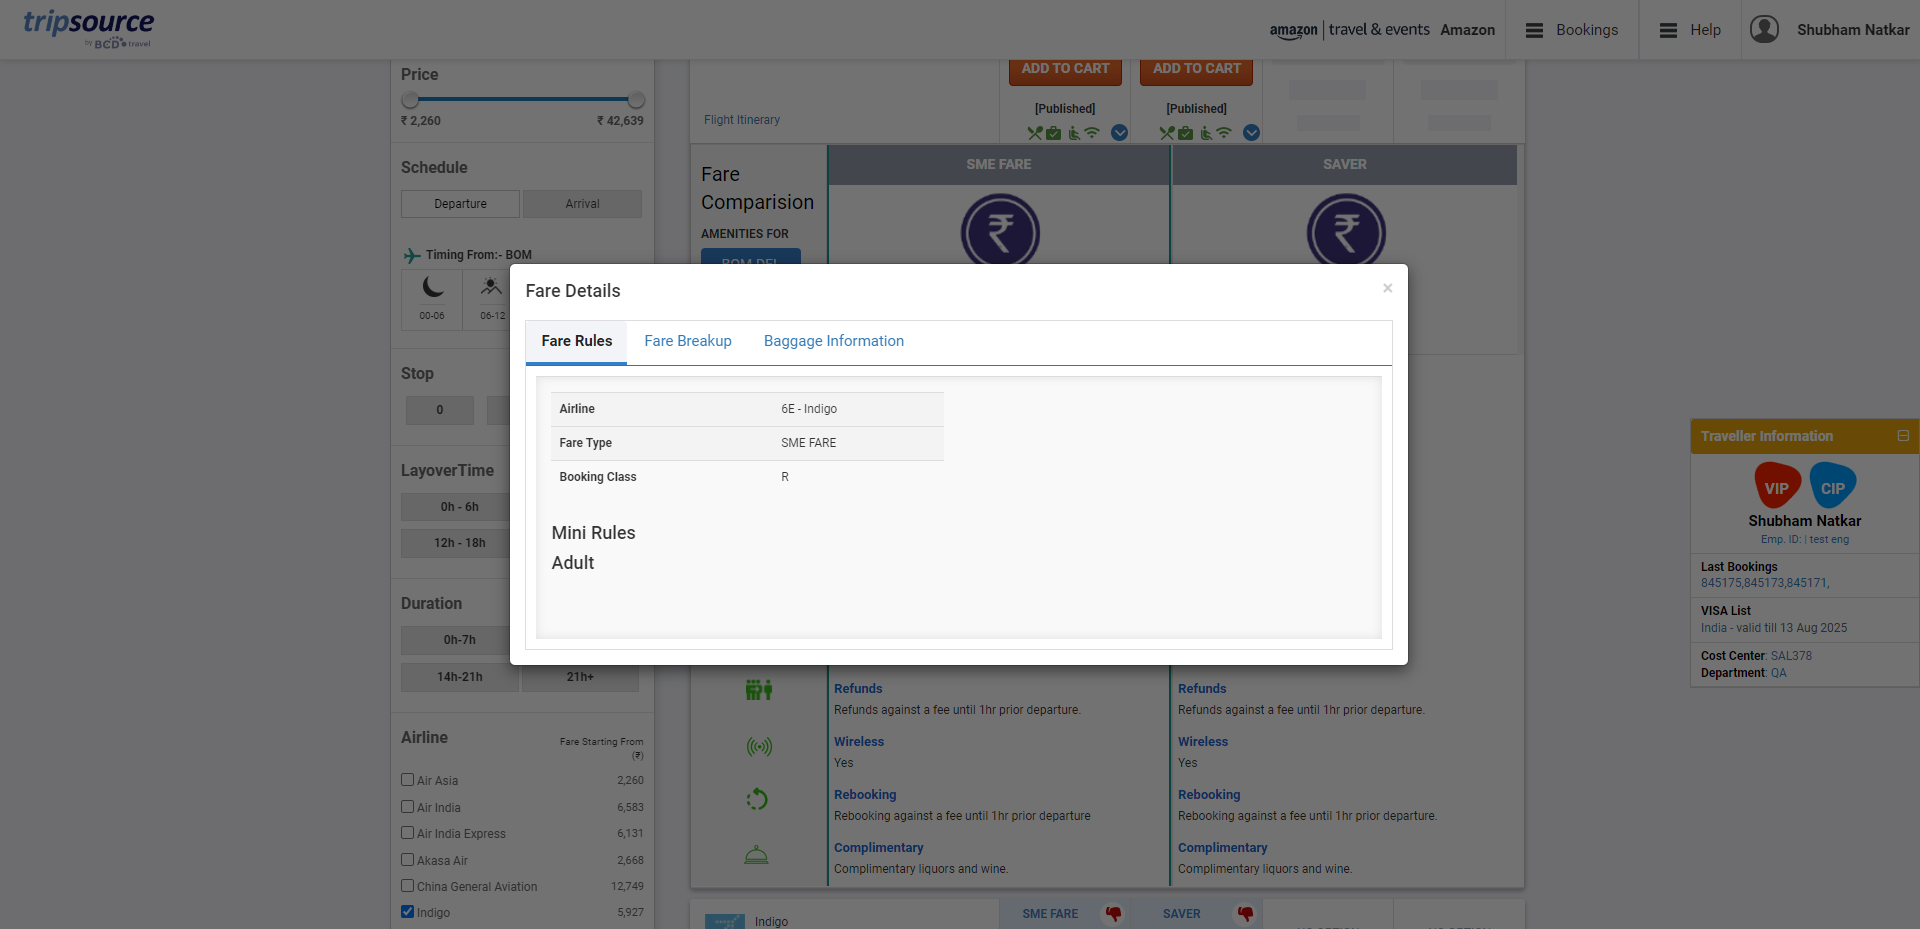 tripsource
by BCD travel
amazon | travel & events Amazon
Bookings
Help
Shubham Natkar
Price
₹ 2,260
₹ 42,639
Schedule
Departure
Arrival
Timing From:- BOM
00-06
06-12
Stop
0
LayoverTime
0h - 6h
12h - 18h
Duration
0h-7h
14h-21h
21h+
Airline
Fare Starting From
(₹)
Air Asia 2,260
Air India 6,583
Air India Express 6,131
Akasa Air 2,668
China General Aviation 12,749
Indigo 5,927
ADD TO CART
ADD TO CART
[Published]
[Published]
Flight Itinerary
Fare
Comparision
AMENITIES FOR
BOM-DEL
SME FARE
SAVER
Fare Details
×
Fare Rules
Fare Breakup
Baggage Information
Airline 6E - Indigo
Fare Type SME FARE
Booking Class R
Mini Rules
Adult
Refunds
Refunds against a fee until 1hr prior departure.
Refunds
Refunds against a fee until 1hr prior departure.
Wireless
Yes
Wireless
Yes
Rebooking
Rebooking against a fee until 1hr prior departure
Rebooking
Rebooking against a fee until 1hr prior departure.
Complimentary
Complimentary liquors and wine.
Complimentary
Complimentary liquors and wine.
Indigo
SME FARE
SAVER
Traveller Information
VIP
CIP
Shubham Natkar
Emp. ID: | test eng
Last Bookings
845175,845173,845171,
VISA List
India - valid till 13 Aug 2025
Cost Center: SAL378
Department: QA